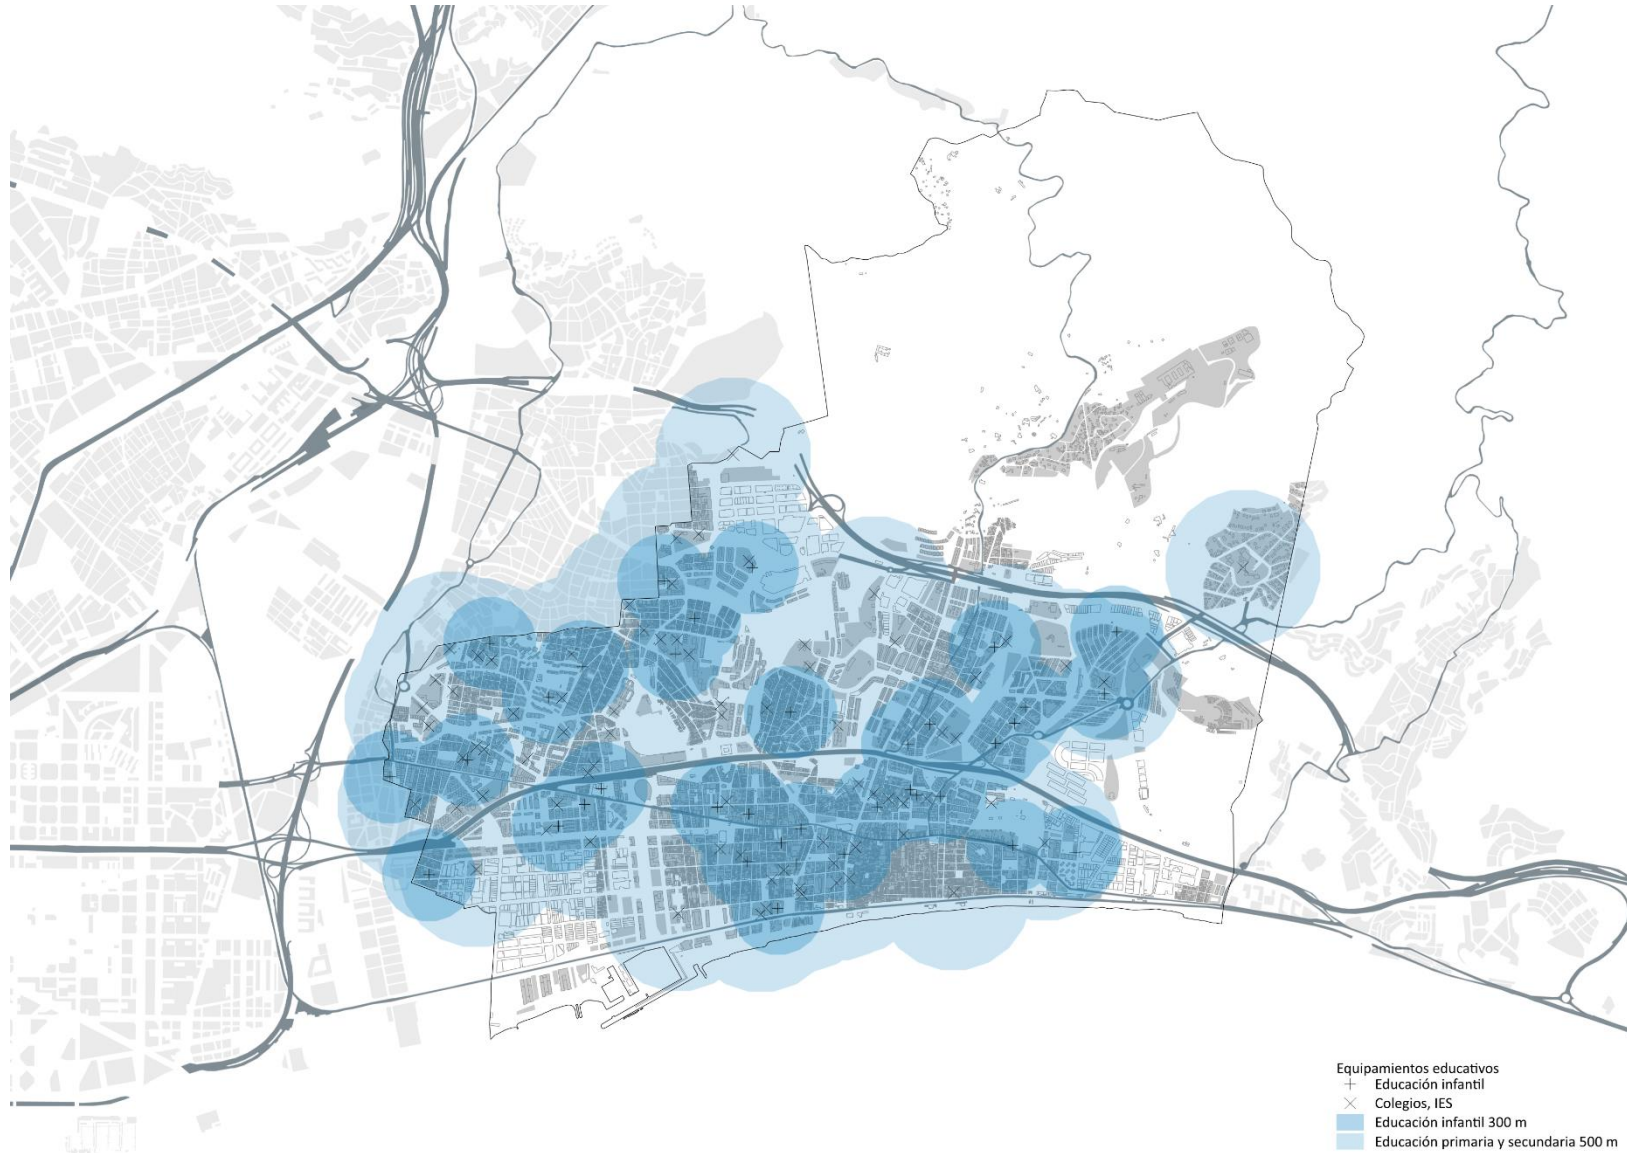 Equipamientos educativos
Educación infantil
Colegios, IES
Educación infantil 300 m
Educación primaria y secundaria 500 m